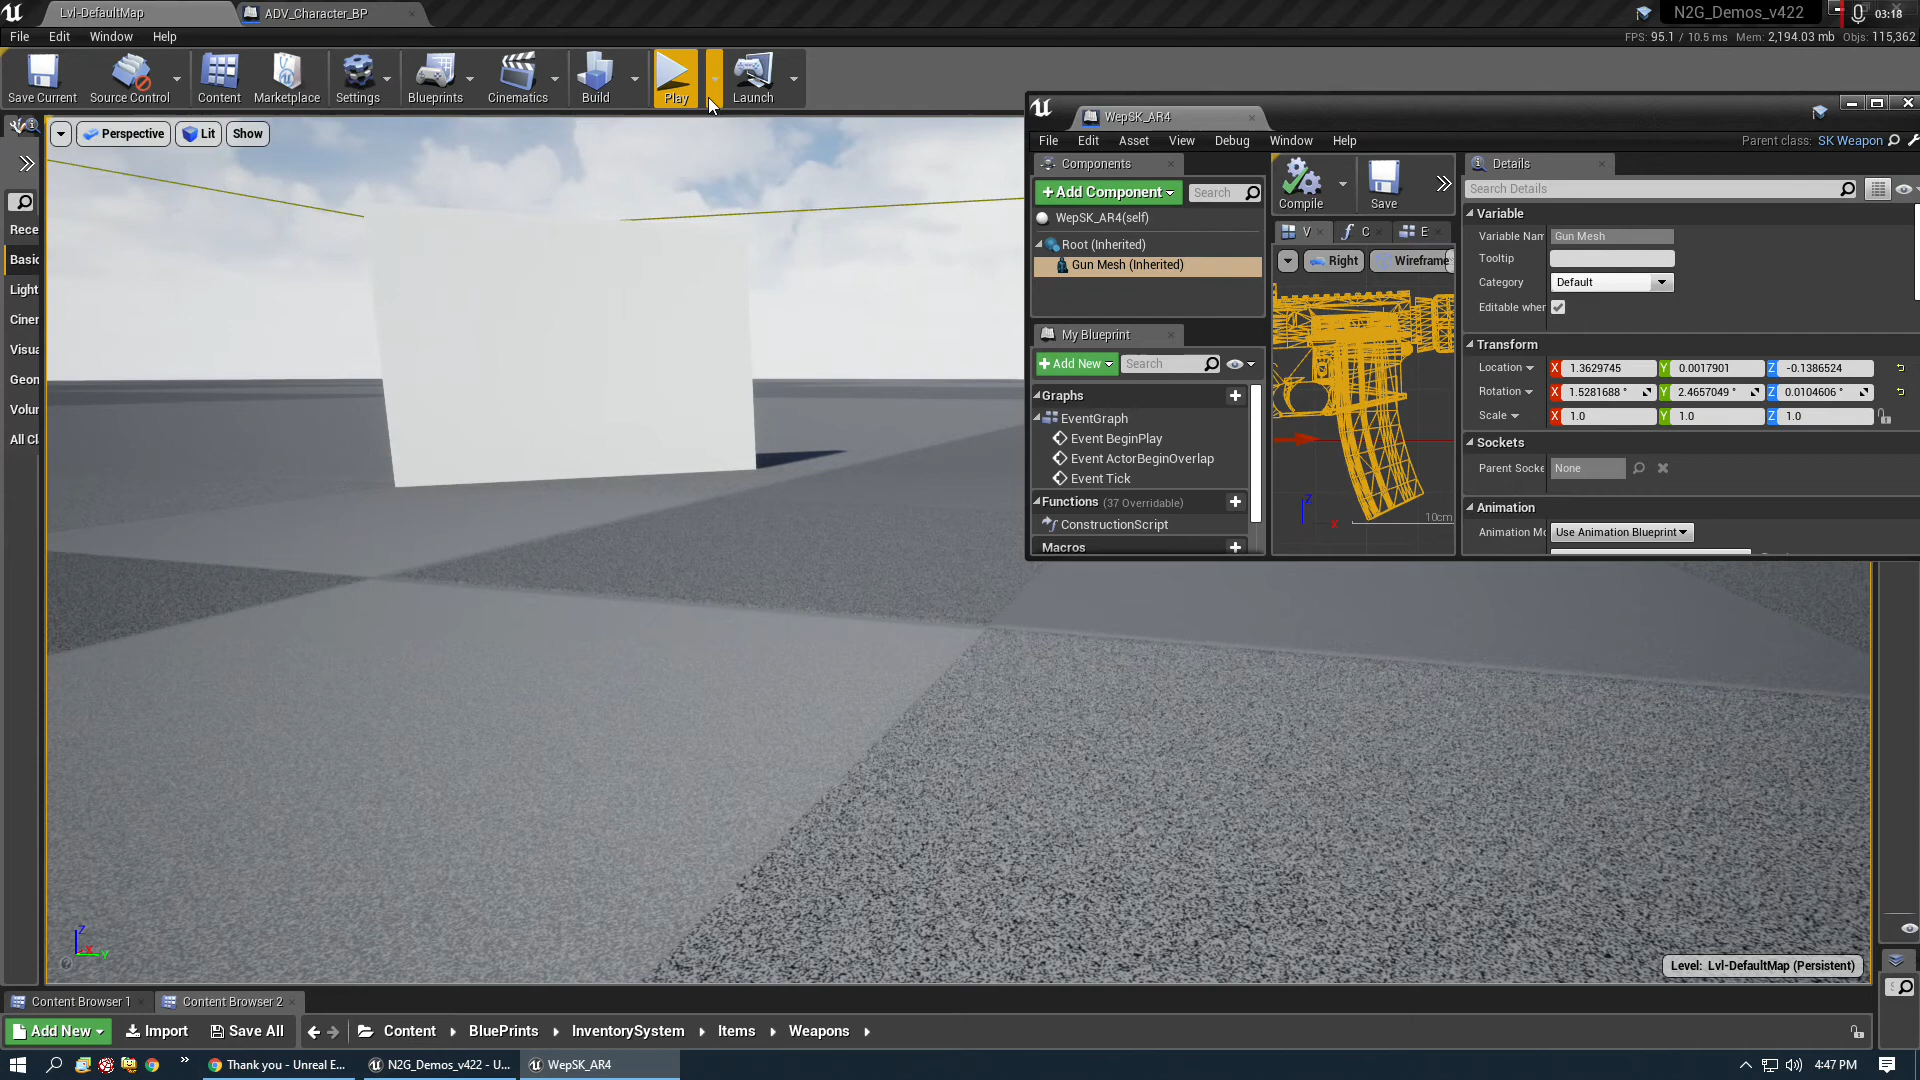 Lvl-DefaultMap
ADV_Character_BP
N2G_Demos_v422
03:18
File Edit Window Help
FPS: 95.1 / 10.5 ms Mem: 2,194.03 mb Objs: 115,362
Save Current Source Control Content Marketplace Settings Blueprints Cinematics Build Play Launch
Perspective Lit Show
Rece
Basic
Light
Ciner
Visua
Geon
Volur
All Cl
WepSK_AR4
File Edit Asset View Debug Window Help
Parent class: SK Weapon
Components
Add Component
Search
WepSK_AR4(self)
Root (Inherited)
Gun Mesh (Inherited)
My Blueprint
Add New
Search
Graphs
EventGraph
Event BeginPlay
Event ActorBeginOverlap
Event Tick
Functions (37 Overridable)
ConstructionScript
Macros
Compile Save
V f C E
Right Wireframe
Z
X
10cm
Details
Search Details
Variable
Variable Nam Gun Mesh
Tooltip
Category Default
Editable wher
Transform
Location X 1.3629745 Y 0.0017901 Z -0.1386524
Rotation X 1.5281688 ° Y 2.4657049 ° Z 0.0104606 °
Scale X 1.0 Y 1.0 Z 1.0
Sockets
Parent Socke None
Animation
Animation Mo Use Animation Blueprint
Z
X
Y
Level: Lvl-DefaultMap (Persistent)
Content Browser 1
Content Browser 2
Add New Import Save All Content BluePrints InventorySystem Items Weapons
Thank you - Unreal E...
N2G_Demos_v422 - U...
WepSK_AR4
4:47 PM